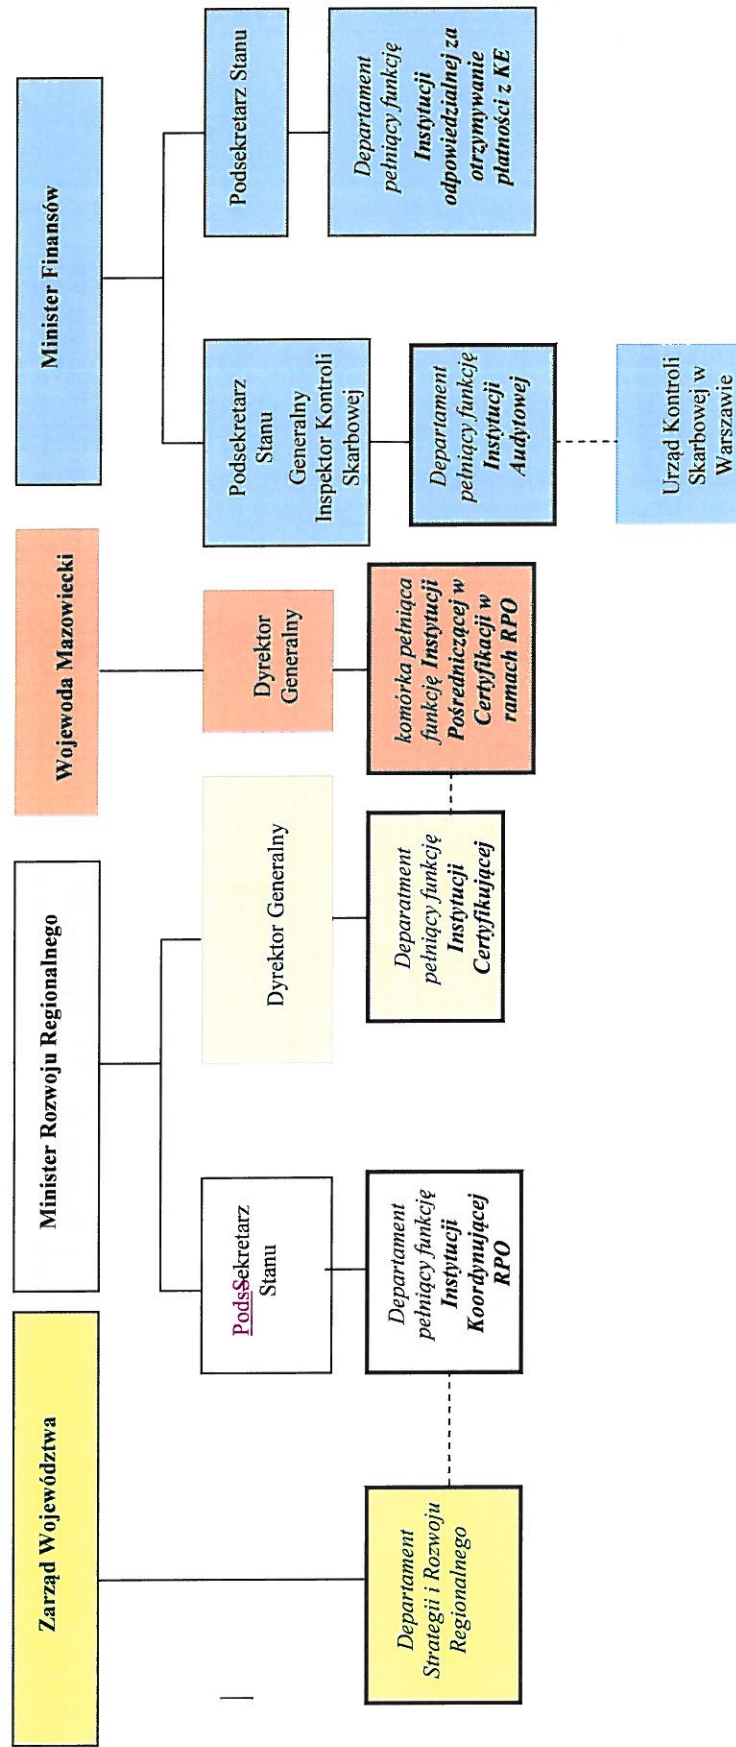 Zarząd Województwa
Minister Rozwoju Regionalnego
Wojewoda Mazowiecki
Minister Finansów
PodsSekretarz
Stanu
Dyrektor Generalny
Dyrektor
Generalny
Podsekretarz
Stanu
Generalny
Inspektor Kontroli
Skarbowej
Podsekretarz Stanu
Departament
Strategii i Rozwoju
Regionalnego
Departament
pełniący funkcję
Instytucji
Koordynującej
RPO
Deparatment
pełniący funkcję
Instytucji
Certyfikującej
komórka pełniąca
funkcję Instytucji
Pośredniczącej w
Certyfikacji w
ramach RPO
Departament
pełniący funkcję
Instytucji
Audytowej
Departament
pełniący funkcję
Instytucji
odpowiedzialnej za
otrzymywanie
płatności z KE
Urząd Kontroli
Skarbowej w
Warszawie